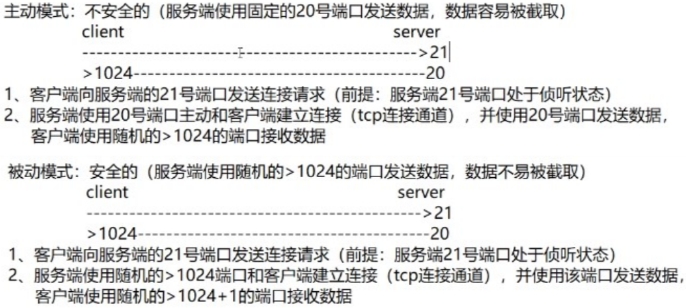 主动模式：不安全的（服务端使用固定的20号端口发送数据，数据容易被截取）
client server
--------------------------------------------------->21
>1024---------------------------------------------20
1、客户端向服务端的21号端口发送连接请求（前提：服务端21号端口处于侦听状态）
2、服务端使用20号端口主动和客户端建立连接（tcp连接通道），并使用20号端口发送数据，
客户端使用随机的>1024的端口接收数据
被动模式：安全的（服务端使用随机的>1024的端口发送数据，数据不易被截取）
client server
--------------------------------------------------->21
>1024---------------------------------------------20
1、客户端向服务端的21号端口发送连接请求（前提：服务端21号端口处于侦听状态）
2、服务端使用随机的>1024端口和客户端建立连接（tcp连接通道），并使用该端口发送数据，
客户端使用随机的>1024+1的端口接收数据